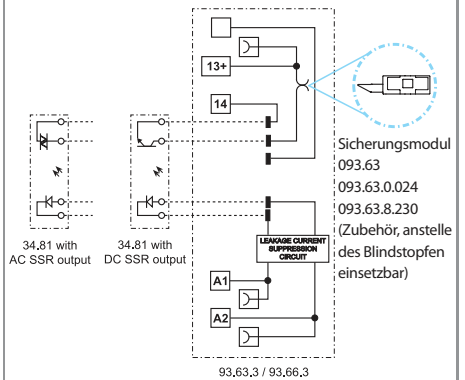 13+
14
Sicherungsmodul
093.63
093.63.0.024
093.63.8.230
(Zubehör, anstelle
des Blindstopfen
einsetzbar)
34.81 with
AC SSR output
34.81 with
DC SSR output
LEAKAGE CURRENT
SUPPRESSION
CIRCUIT
A1
A2
93.63.3 / 93.66.3